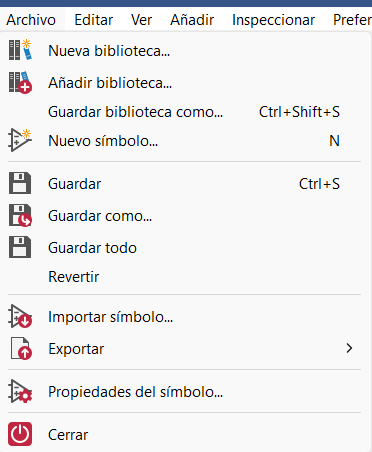 Archivo Editar Ver Añadir Inspeccionar Prefer
Nueva biblioteca...
Añadir biblioteca...
Guardar biblioteca como... Ctrl+Shift+S
Nuevo símbolo... N
Guardar Ctrl+S
Guardar como...
Guardar todo
Revertir
Importar símbolo...
Exportar
Propiedades del símbolo...
Cerrar